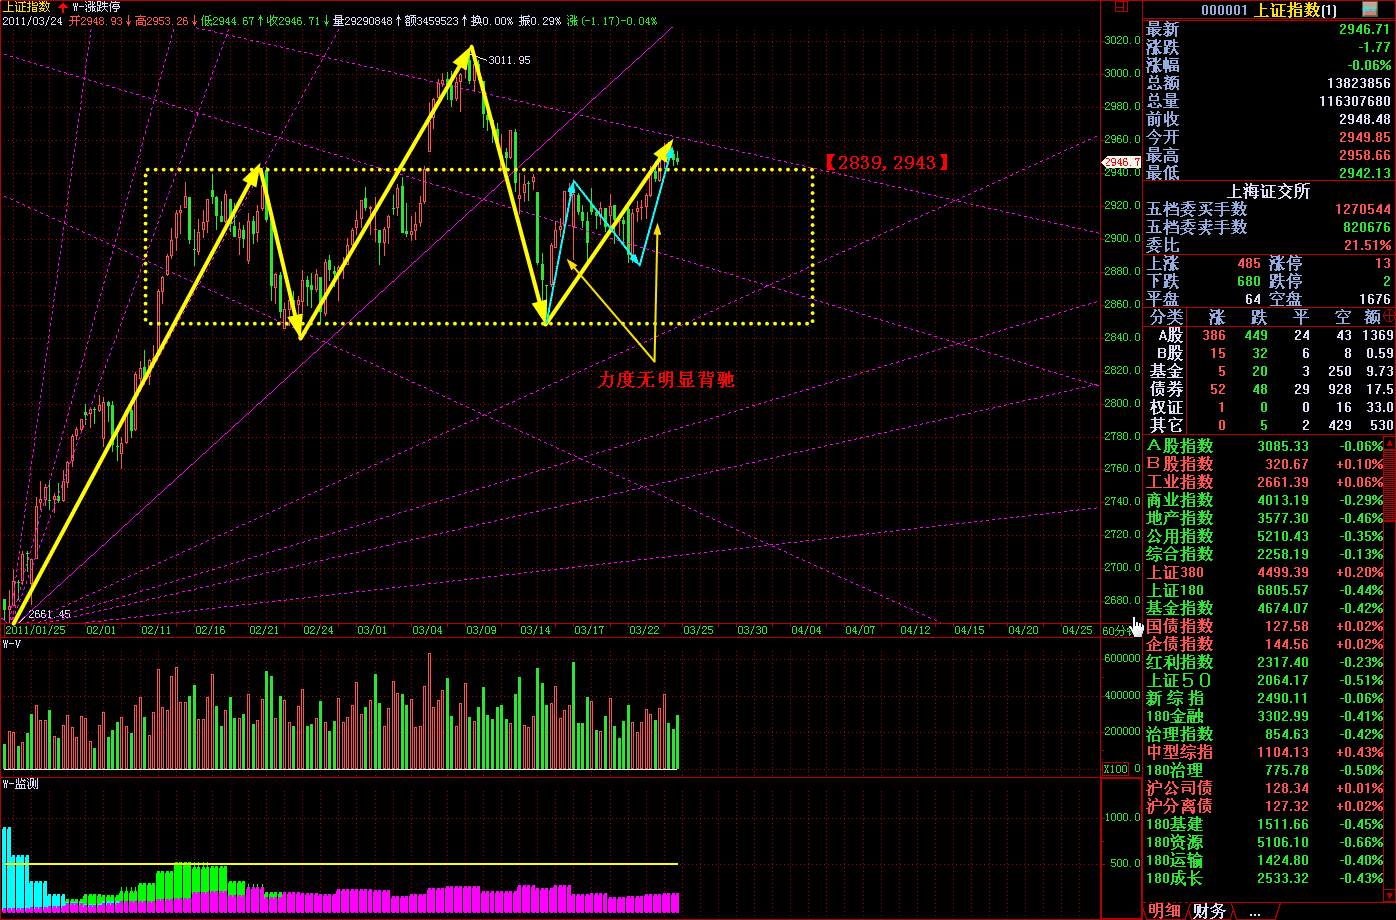 上证指数 ↑ W-涨跌停
2011/03/24 开2948.93↓高2953.26↓低2944.67↑收2946.71↓量29290848↑额3459523↑换0.00% 振0.29% 涨(-1.17)-0.04%
3011.95
【2839,2943】
力度无明显背驰
2661.45
3020.0
3000.0
2980.0
2960.0
2946.7
2940.0
2920.0
2900.0
2880.0
2860.0
2840.0
2820.0
2800.0
2780.0
2760.0
2740.0
2720.0
2700.0
2680.0
2011/01/25 02/01 02/11 02/16 02/21 02/24 03/01 03/04 03/09 03/14 03/17 03/22 03/25 03/30 04/04 04/07 04/12 04/15 04/20 04/25 60分
W-V
600000
400000
200000
X100 0
W-监测
1000.0
500.0
000001 上证指数(1)
最新 2946.71
涨跌 -1.77
涨幅 -0.06%
总额 13823856
总量 116307680
前收 2948.48
今开 2949.85
最高 2958.66
最低 2942.13
上海证交所
五档委买手数 1270544
五档委卖手数 820676
委比 21.51%
上涨 485 涨停 13
下跌 680 跌停 2
平盘 64 空盘 1676
分类 涨 跌 平 空 额
A股 386 449 24 43 1369
B股 15 32 6 8 0.59
基金 5 20 3 250 9.73
债券 52 48 29 928 17.5
权证 1 0 0 16 33.0
其它 0 5 2 429 530
A股指数 3085.33 -0.06%
B股指数 320.67 +0.10%
工业指数 2661.39 +0.06%
商业指数 4013.19 -0.29%
地产指数 3577.30 -0.46%
公用指数 5210.43 -0.35%
综合指数 2258.19 -0.13%
上证380 4499.39 +0.20%
上证180 6805.57 -0.44%
基金指数 4674.07 -0.42%
国债指数 127.58 +0.02%
企债指数 144.56 +0.02%
红利指数 2317.40 -0.23%
上证50 2064.17 -0.51%
新综指 2490.11 -0.06%
180金融 3302.99 -0.41%
治理指数 854.63 -0.42%
中型综指 1104.13 +0.43%
180治理 775.78 -0.50%
沪公司债 128.34 +0.01%
沪分离债 127.32 +0.02%
180基建 1511.66 -0.45%
180资源 5106.10 -0.66%
180运输 1424.80 -0.40%
180成长 2533.32 -0.43%
明细 财务 ...